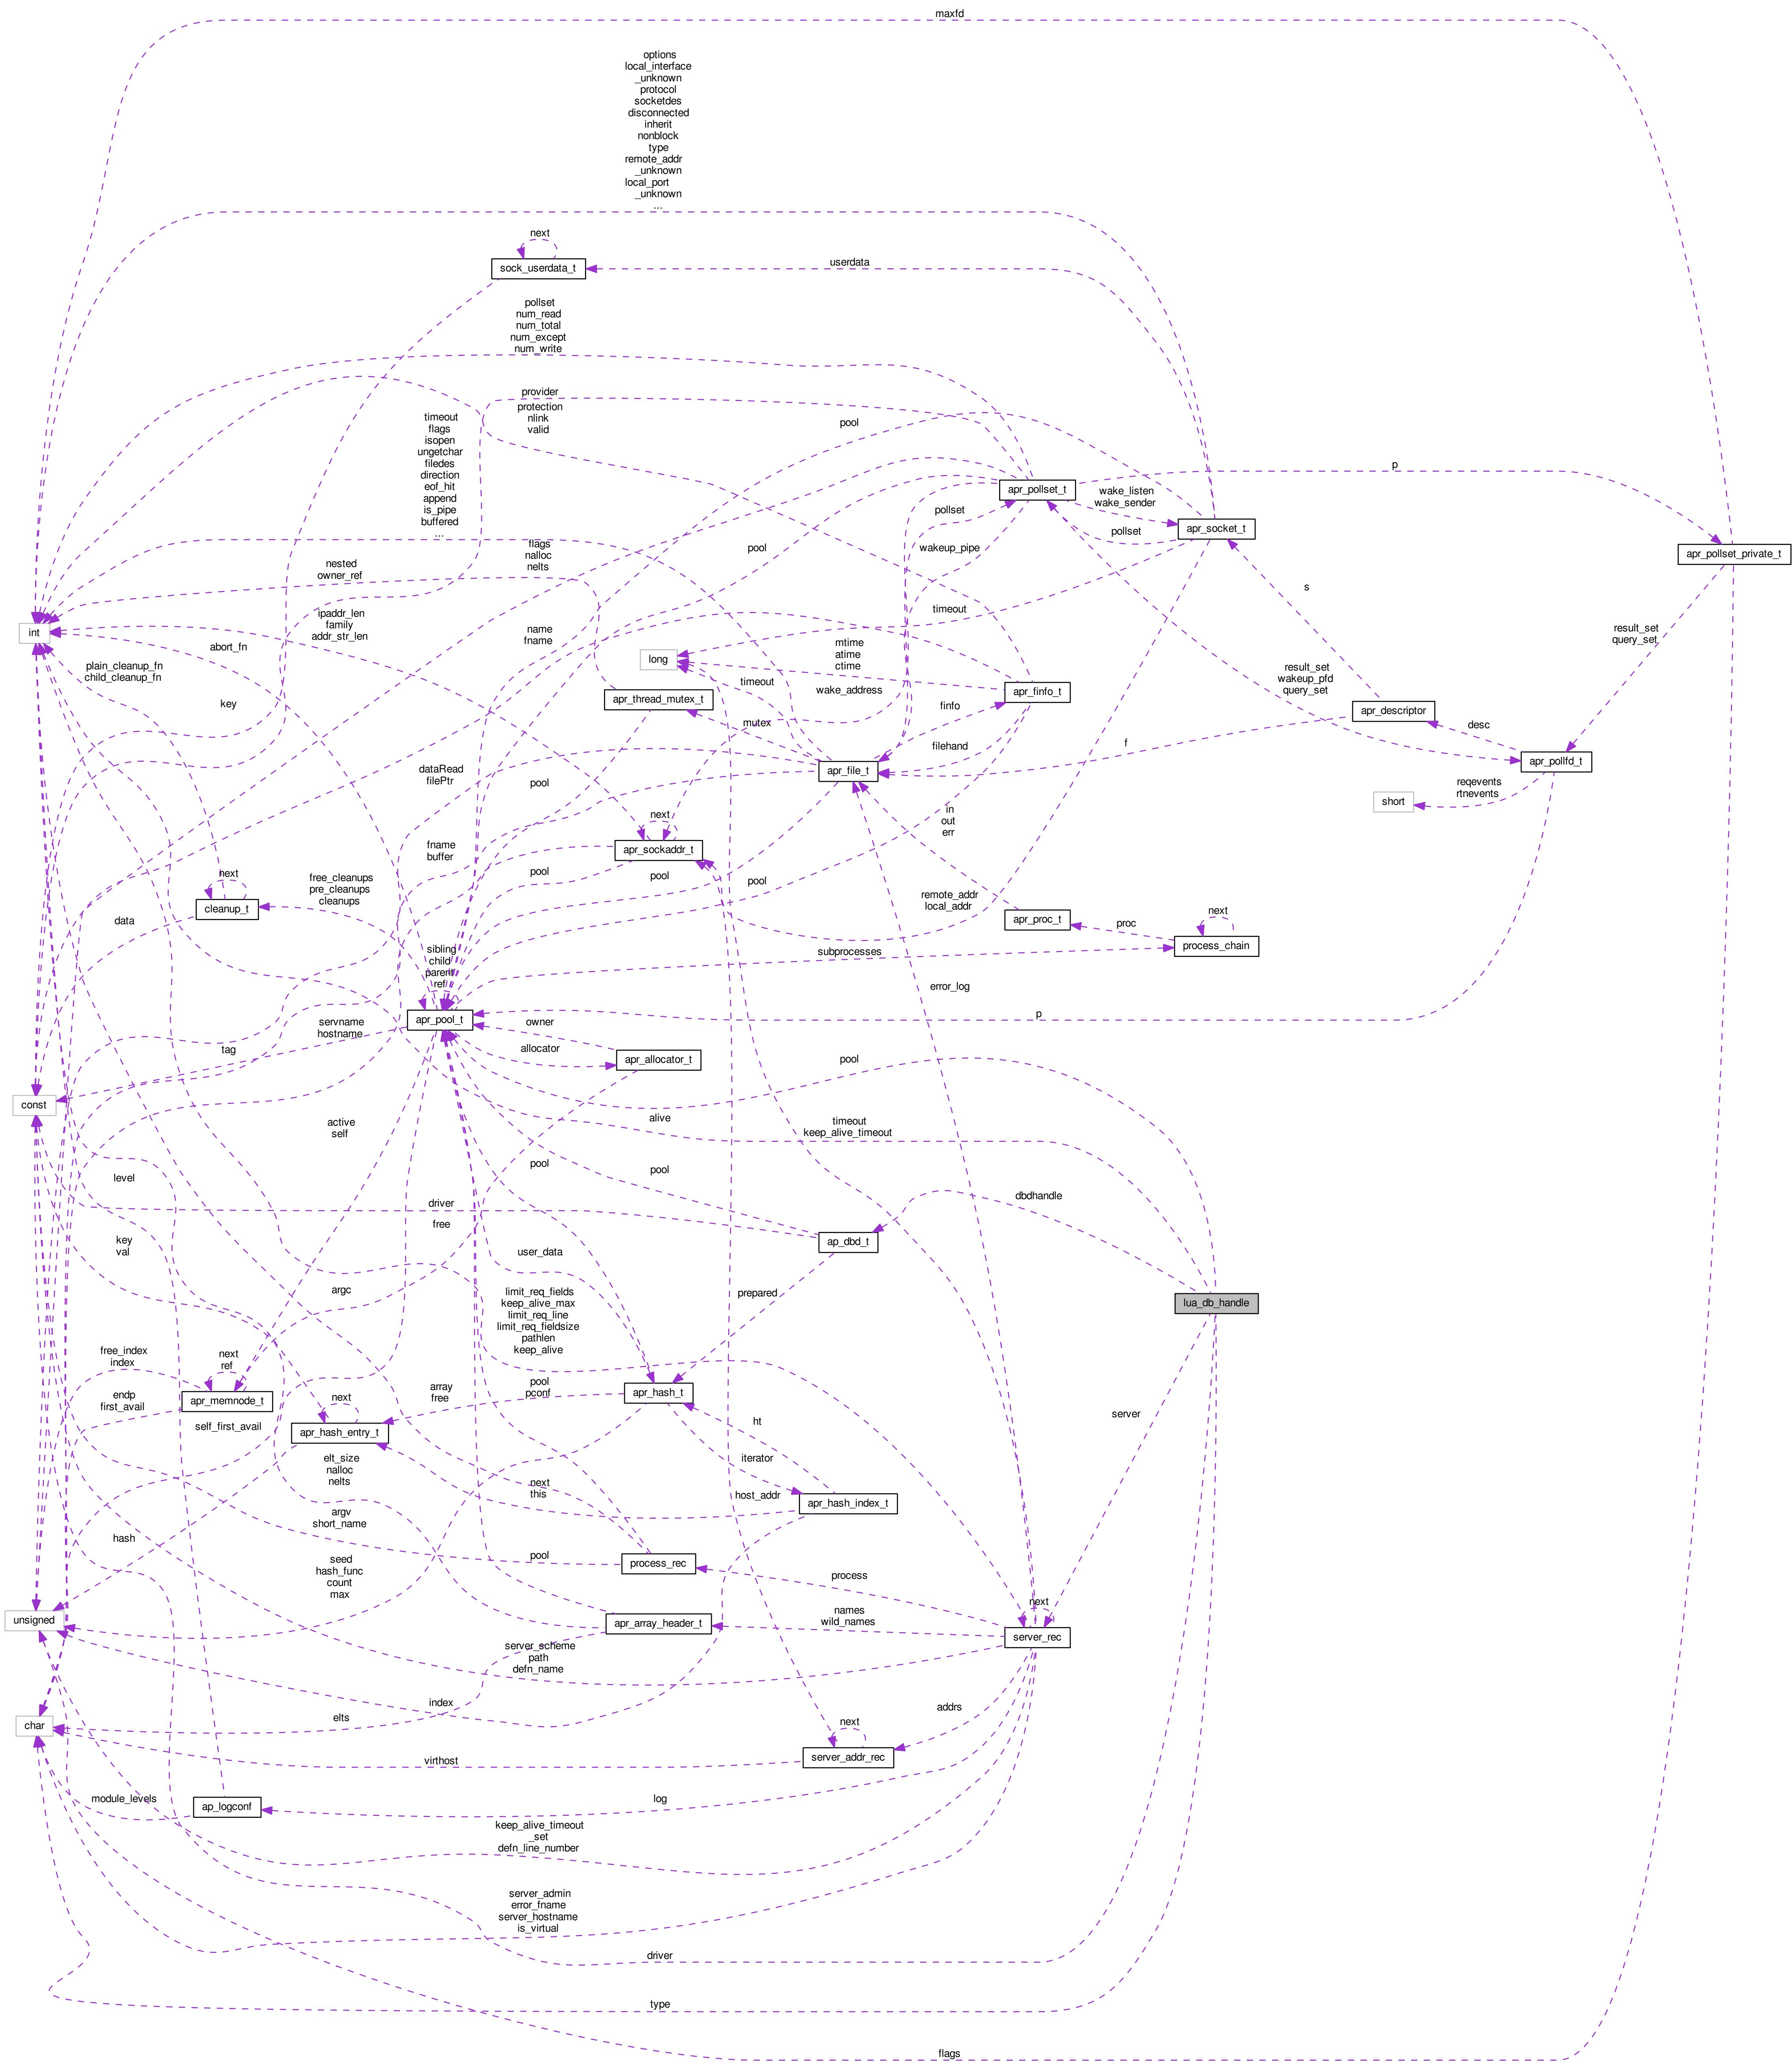 maxfd
options
local_interface
_unknown
protocol
socketdes
disconnected
inherit
nonblock
type
remote_addr
_unknown
local_port
_unknown
...
next
userdata
sock_userdata_t
pollset
num_read
num_total
num_except
num_write
provider
protection
nlink
valid
timeout
flags
isopen
ungetchar
filedes
direction
eof_hit
append
is_pipe
buffered
...
pool
p
apr_pollset_t
wake_listen
wake_sender
pollset
apr_socket_t
pollset
apr_pollset_private_t
flags
nalloc
nelts
pool
wakeup_pipe
nested
owner_ref
s
timeout
ipaddr_len
family
addr_str_len
name
fname
int
abort_fn
long
mtime
atime
ctime
result_set
query_set
plain_cleanup_fn
child_cleanup_fn
result_set
wakeup_pfd
query_set
timeout
wake_address
apr_finfo_t
apr_thread_mutex_t
key
finfo
apr_descriptor
mutex
desc
filehand
f
apr_file_t
apr_pollfd_t
dataRead
filePtr
pool
reqevents
rtnevents
short
in
out
err
next
fname
buffer
apr_sockaddr_t
next
free_cleanups
pre_cleanups
cleanups
pool
pool
pool
remote_addr
local_addr
cleanup_t
data
apr_proc_t
proc
next
process_chain
sibling
child
parent
ref
subprocesses
error_log
apr_pool_t
p
servname
hostname
owner
tag
allocator
apr_allocator_t
pool
const
active
self
alive
timeout
keep_alive_timeout
pool
pool
level
driver
dbdhandle
free
key
val
ap_dbd_t
user_data
argc
limit_req_fields
keep_alive_max
limit_req_line
limit_req_fieldsize
pathlen
keep_alive
prepared
lua_db_handle
free_index
index
next
ref
array
free
pool
pconf
apr_hash_t
endp
first_avail
apr_memnode_t
next
server
self_first_avail
apr_hash_entry_t
ht
elt_size
nalloc
nelts
iterator
next
this
host_addr
apr_hash_index_t
argv
short_name
hash
pool
process_rec
seed
hash_func
count
max
process
next
names
wild_names
unsigned
apr_array_header_t
server_rec
server_scheme
path
defn_name
index
elts
addrs
char
next
virthost
server_addr_rec
module_levels
ap_logconf
log
keep_alive_timeout
_set
defn_line_number
server_admin
error_fname
server_hostname
is_virtual
driver
type
flags